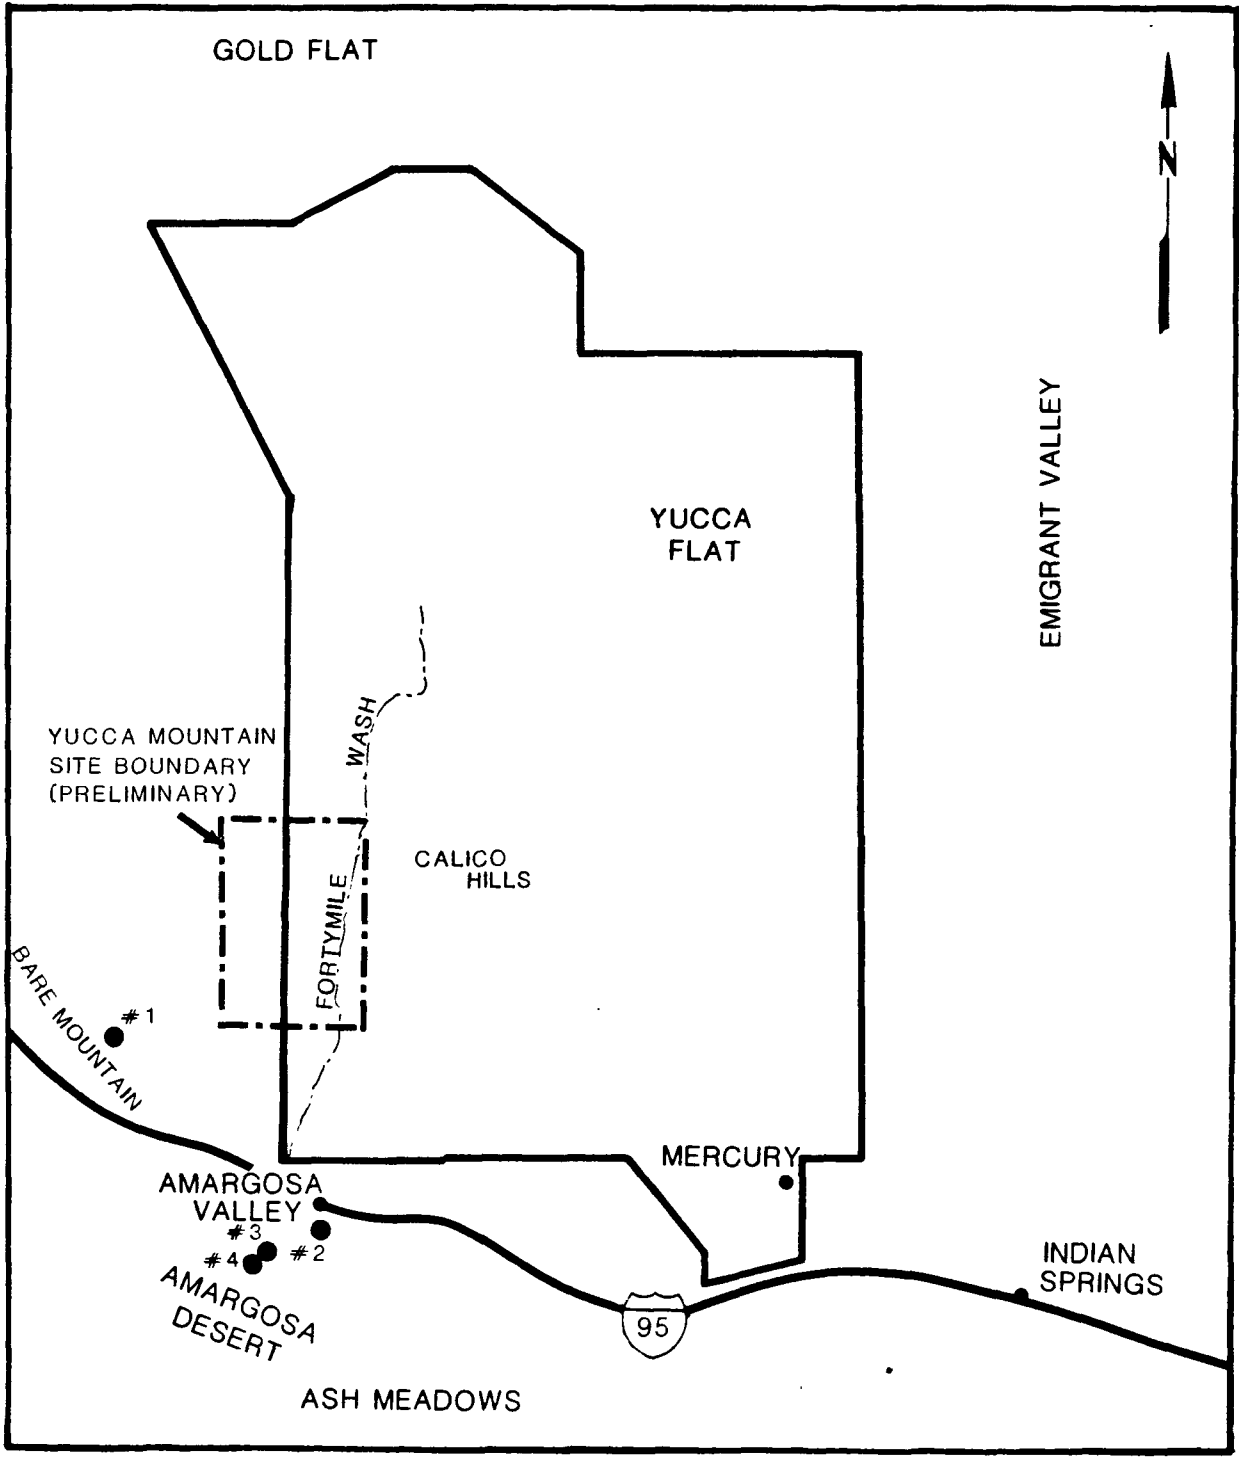 GOLD FLAT
N
EMIGRANT VALLEY
YUCCA
FLAT
WASH
YUCCA MOUNTAIN
SITE BOUNDARY
(PRELIMINARY)
CALICO
HILLS
FORTYMILE
BARE MOUNTAIN
#1
MERCURY
AMARGOSA
VALLEY
#3
#2
#4
AMARGOSA
DESERT
INDIAN
SPRINGS
95
ASH MEADOWS